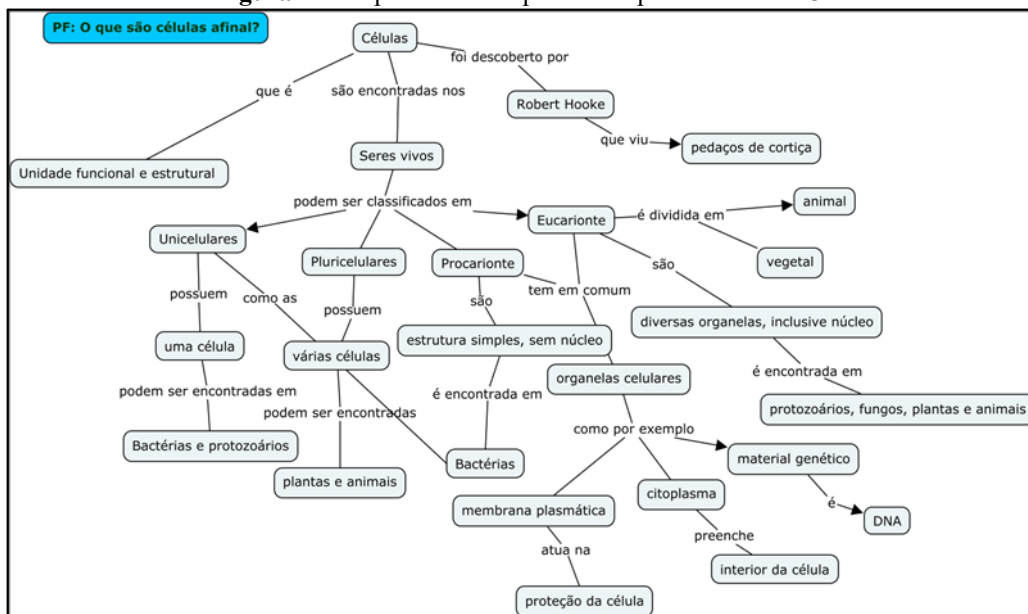 PF: O que são células afinal?
Células
foi descoberto por
que é
são encontradas nos
Robert Hooke
que viu
pedaços de cortiça
Unidade funcional e estrutural
Seres vivos
podem ser classificados em
Eucarionte
é dividida em
animal
vegetal
Unicelulares
Pluricelulares
Procarionte
são
tem em comum
possuem
como as
possuem
são
diversas organelas, inclusive núcleo
uma célula
várias células
estrutura simples, sem núcleo
organelas celulares
é encontrada em
podem ser encontradas em
podem ser encontradas
é encontrada em
protozoários, fungos, plantas e animais
como por exemplo
Bactérias e protozoários
plantas e animais
Bactérias
material genético
membrana plasmática
citoplasma
é
DNA
atua na
preenche
interior da célula
proteção da célula